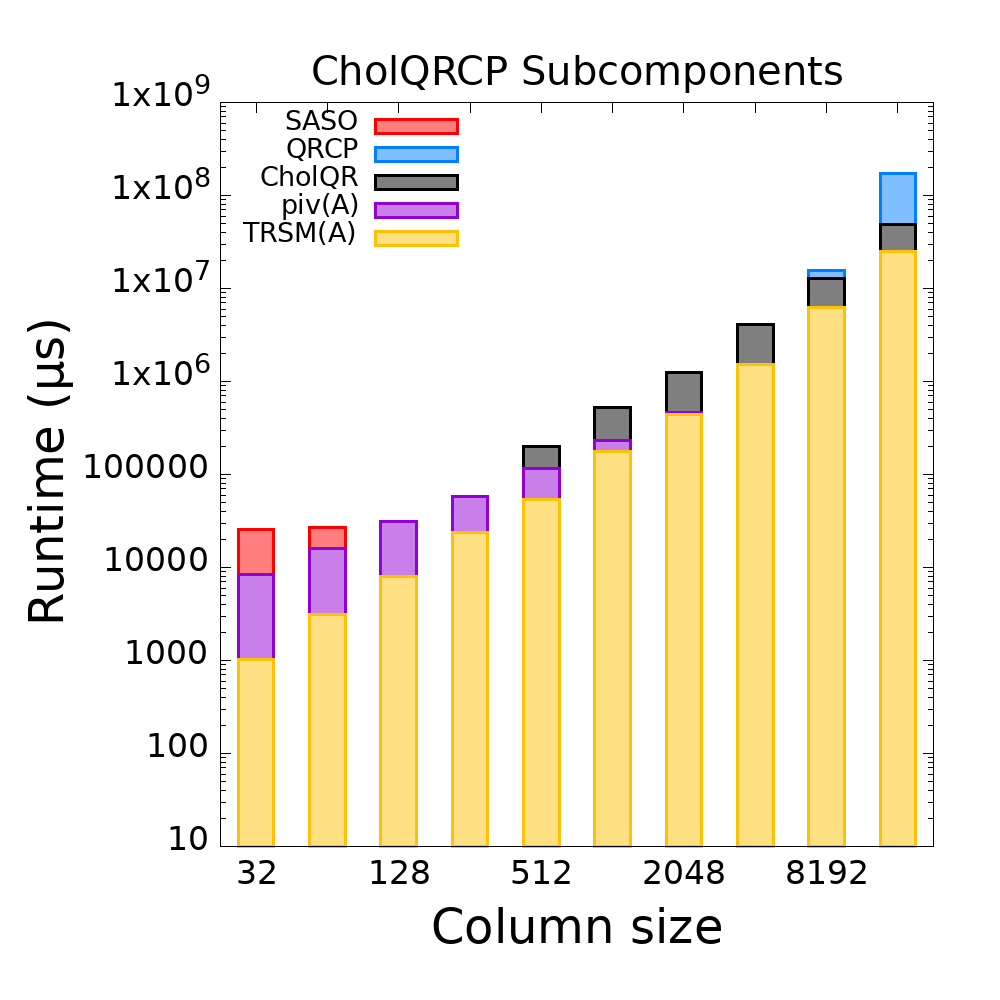 CholQRCP Subcomponents
1x10⁹
1x10⁸
1x10⁷
1x10⁶
100000
10000
1000
100
10
Runtime (µs)
SASO
QRCP
CholQR
piv(A)
TRSM(A)
32 128 512 2048 8192
Column size